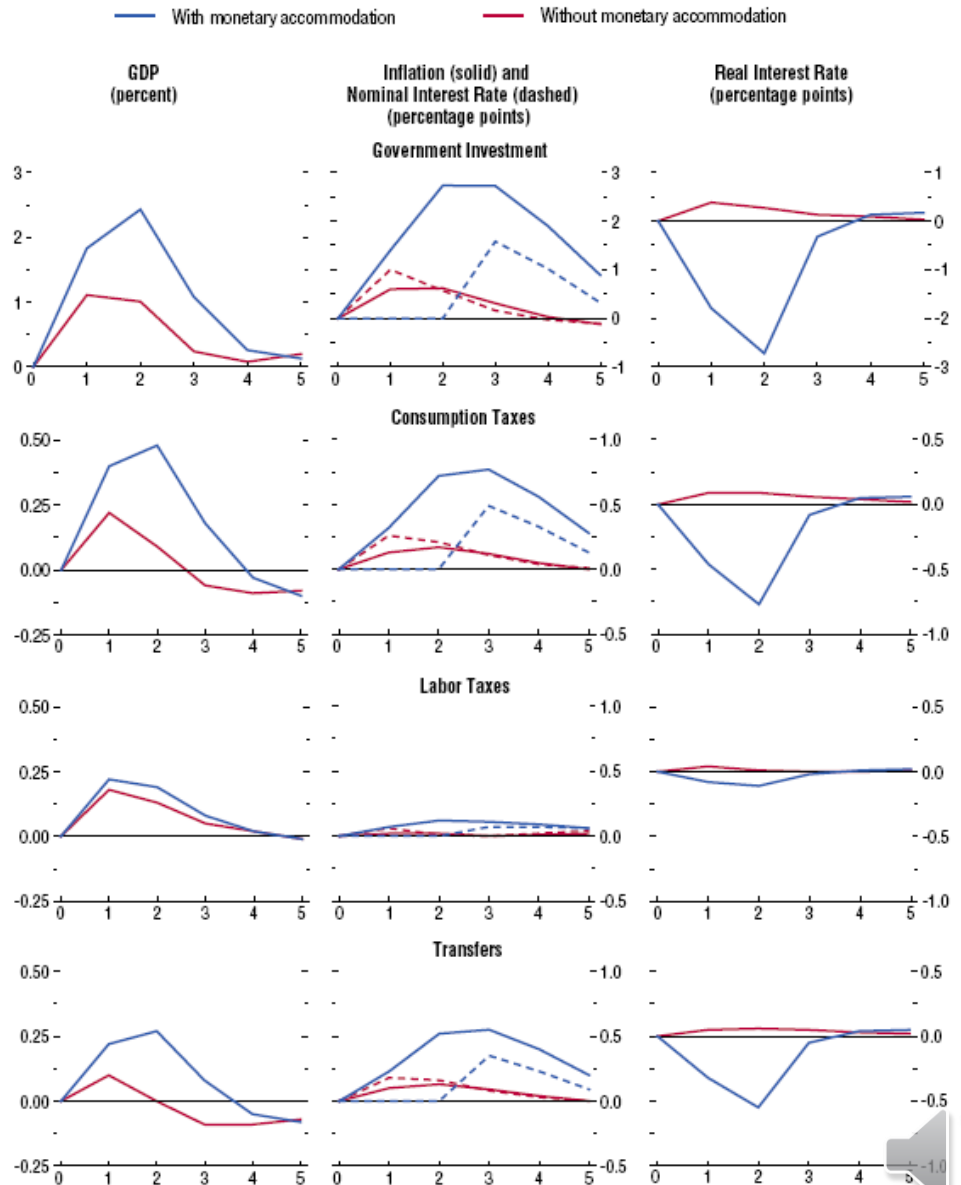 With monetary accommodation
Without monetary accommodation
GDP
(percent)
Inflation (solid) and
Nominal Interest Rate (dashed)
(percentage points)
Real Interest Rate
(percentage points)
Government Investment
3
2
1
0
3
2
1
0
-1
1
0
-1
-2
-3
0 1 2 3 4 5
0 1 2 3 4 5
0 1 2 3 4 5
Consumption Taxes
0.50
0.25
0.00
-0.25
1.0
0.5
0.0
-0.5
0.5
0.0
-0.5
-1.0
0 1 2 3 4 5
0 1 2 3 4 5
0 1 2 3 4 5
Labor Taxes
0.50
0.25
0.00
-0.25
1.0
0.5
0.0
-0.5
0.5
0.0
-0.5
-1.0
0 1 2 3 4 5
0 1 2 3 4 5
0 1 2 3 4 5
Transfers
0.50
0.25
0.00
-0.25
1.0
0.5
0.0
-0.5
0.5
0.0
-0.5
-1.0
0 1 2 3 4 5
0 1 2 3 4 5
0 1 2 3 4 5